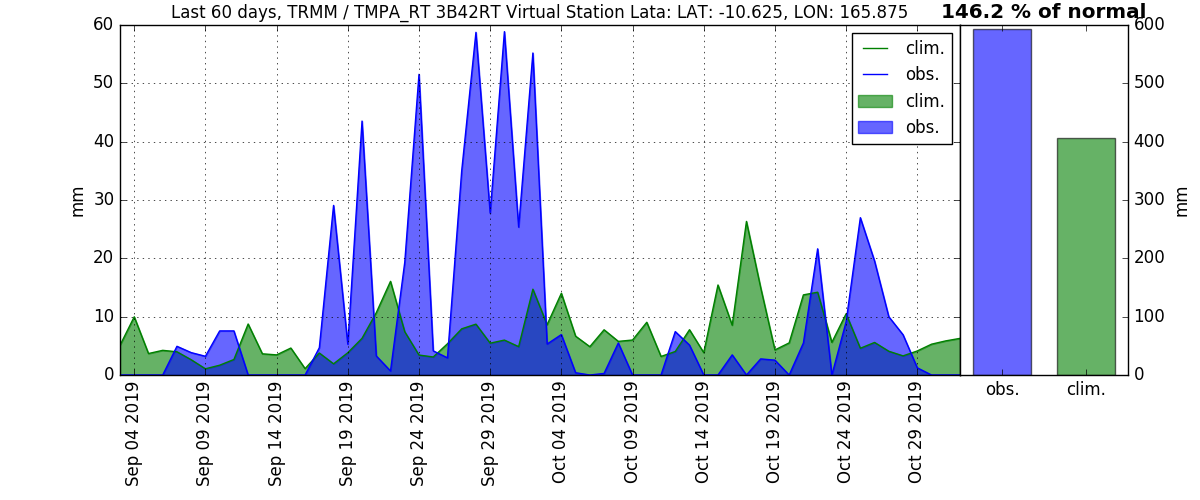 Last 60 days, TRMM / TMPA_RT 3B42RT Virtual Station Lata: LAT: -10.625, LON: 165.875
146.2 % of normal
60
50
40
30
20
10
0
mm
clim.
obs.
clim.
obs.
600
500
400
300
200
100
0
mm
Sep 04 2019
Sep 09 2019
Sep 14 2019
Sep 19 2019
Sep 24 2019
Sep 29 2019
Oct 04 2019
Oct 09 2019
Oct 14 2019
Oct 19 2019
Oct 24 2019
Oct 29 2019
obs.
clim.